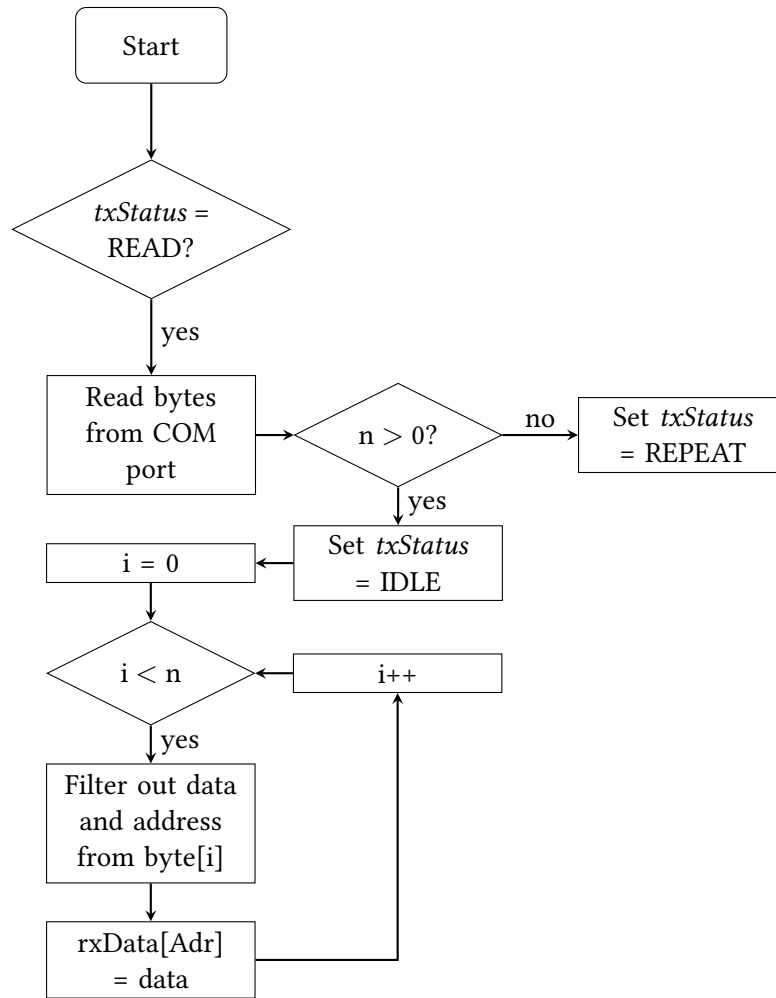 Start
txStatus =
READ?
yes
Read bytes
from COM
port
n > 0?
no
Set txStatus
= REPEAT
yes
Set txStatus
= IDLE
i = 0
i < n
i++
yes
Filter out data
and address
from byte[i]
rxData[Adr]
= data